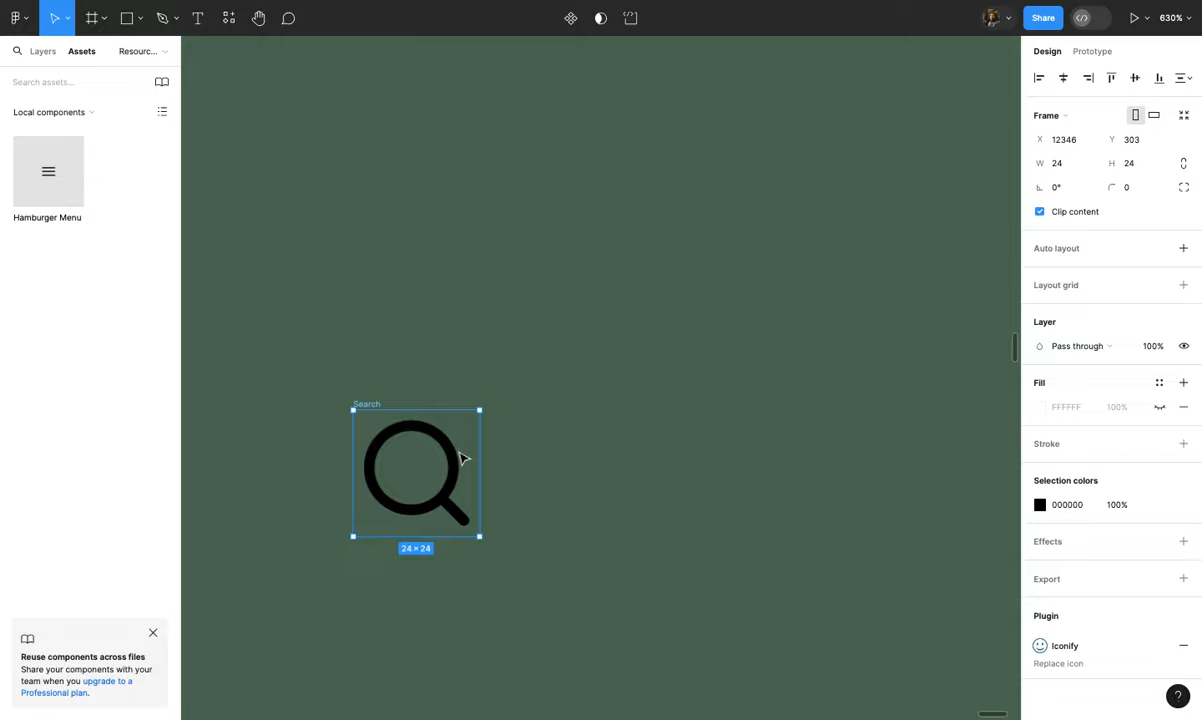 Share
630%
Layers
Assets
Resourc...
Search assets...
Local components
Hamburger Menu
Reuse components across files
Share your components with your
team when you upgrade to a
Professional plan.
Search
24 × 24
Design
Prototype
Frame
X 12346
Y 303
W 24
H 24
0°
0
Clip content
Auto layout
Layout grid
Layer
Pass through
100%
Fill
FFFFFF
100%
Stroke
Selection colors
000000
100%
Effects
Export
Plugin
Iconify
Replace icon
?